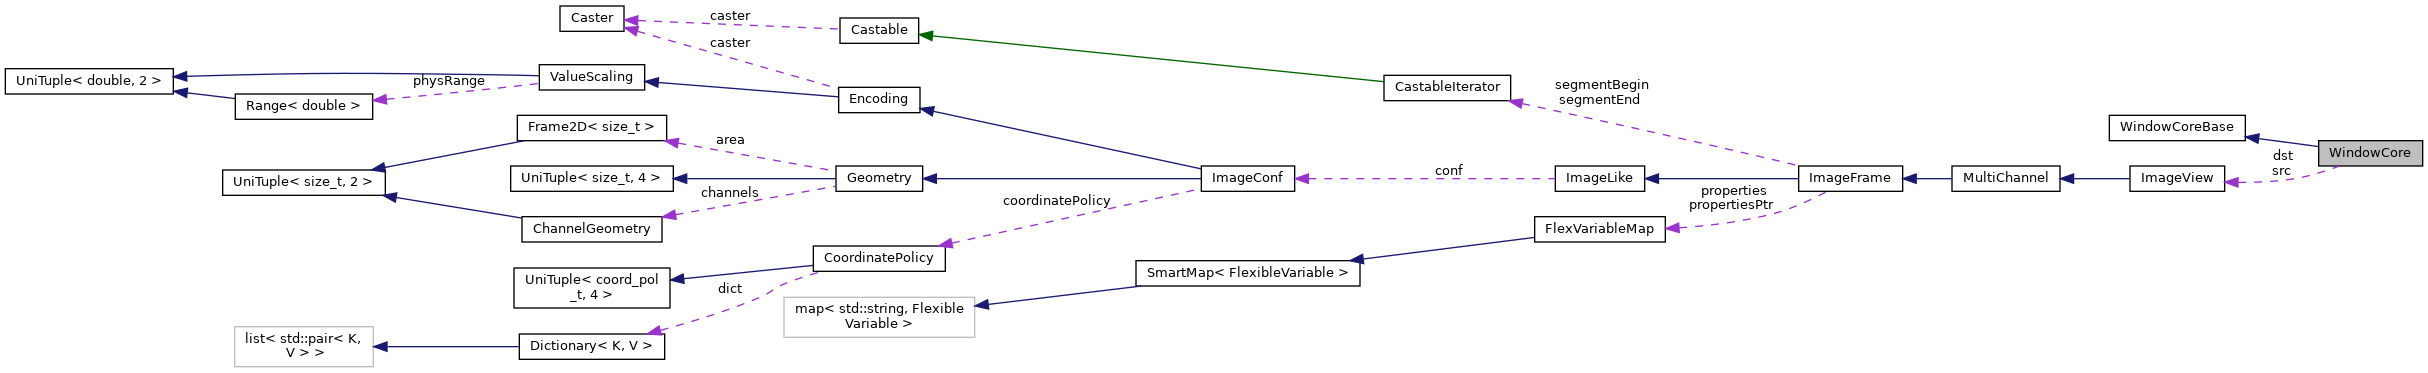 Caster
caster
Castable
caster
UniTuple< double, 2 >
physRange
ValueScaling
Range< double >
Encoding
CastableIterator
segmentBegin
segmentEnd
Frame2D< size_t >
area
WindowCoreBase
WindowCore
UniTuple< size_t, 2 >
UniTuple< size_t, 4 >
Geometry
ImageConf
conf
ImageLike
ImageFrame
MultiChannel
ImageView
dst
src
channels
coordinatePolicy
properties
propertiesPtr
ChannelGeometry
FlexVariableMap
CoordinatePolicy
UniTuple< coord_pol
_t, 4 >
dict
SmartMap< FlexibleVariable >
map< std::string, Flexible
Variable >
list< std::pair< K,
V > >
Dictionary< K, V >